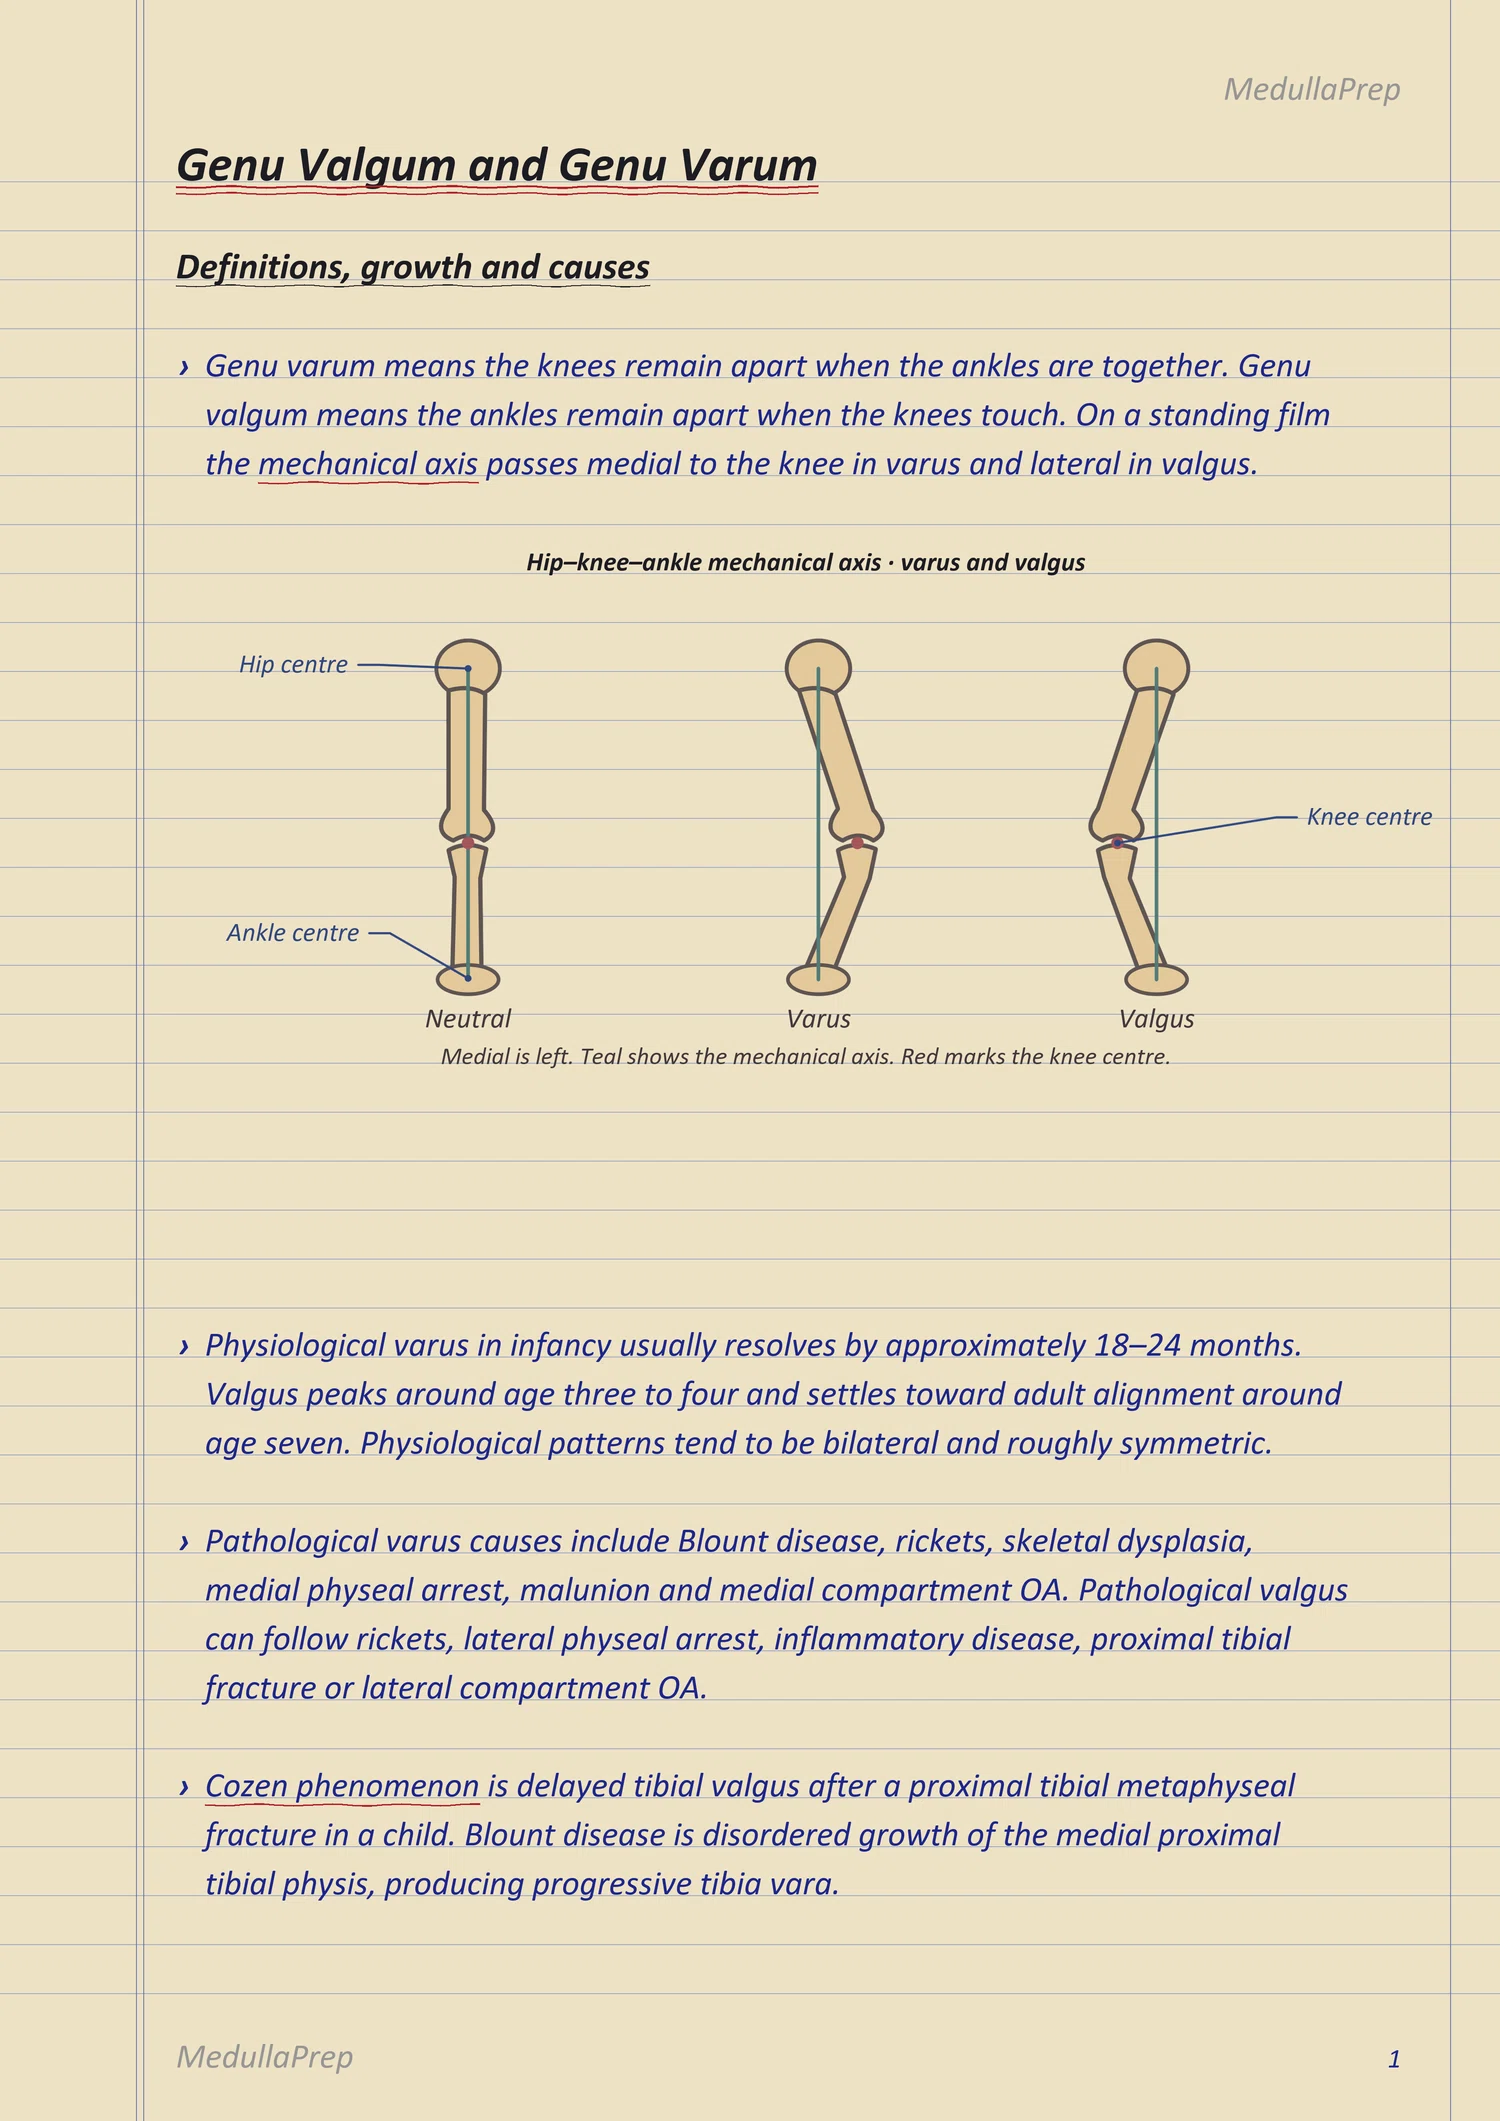 MedullaPrep
Genu Valgum and Genu Varum
Definitions, growth and causes
› Genu varum means the knees remain apart when the ankles are together. Genu
valgum means the ankles remain apart when the knees touch. On a standing film
the mechanical axis passes medial to the knee in varus and lateral in valgus.
Hip–knee–ankle mechanical axis · varus and valgus
Hip centre
Knee centre
Ankle centre
Neutral
Varus
Valgus
Medial is left. Teal shows the mechanical axis. Red marks the knee centre.
› Physiological varus in infancy usually resolves by approximately 18–24 months.
Valgus peaks around age three to four and settles toward adult alignment around
age seven. Physiological patterns tend to be bilateral and roughly symmetric.
› Pathological varus causes include Blount disease, rickets, skeletal dysplasia,
medial physeal arrest, malunion and medial compartment OA. Pathological valgus
can follow rickets, lateral physeal arrest, inflammatory disease, proximal tibial
fracture or lateral compartment OA.
› Cozen phenomenon is delayed tibial valgus after a proximal tibial metaphyseal
fracture in a child. Blount disease is disordered growth of the medial proximal
tibial physis, producing progressive tibia vara.
MedullaPrep
1